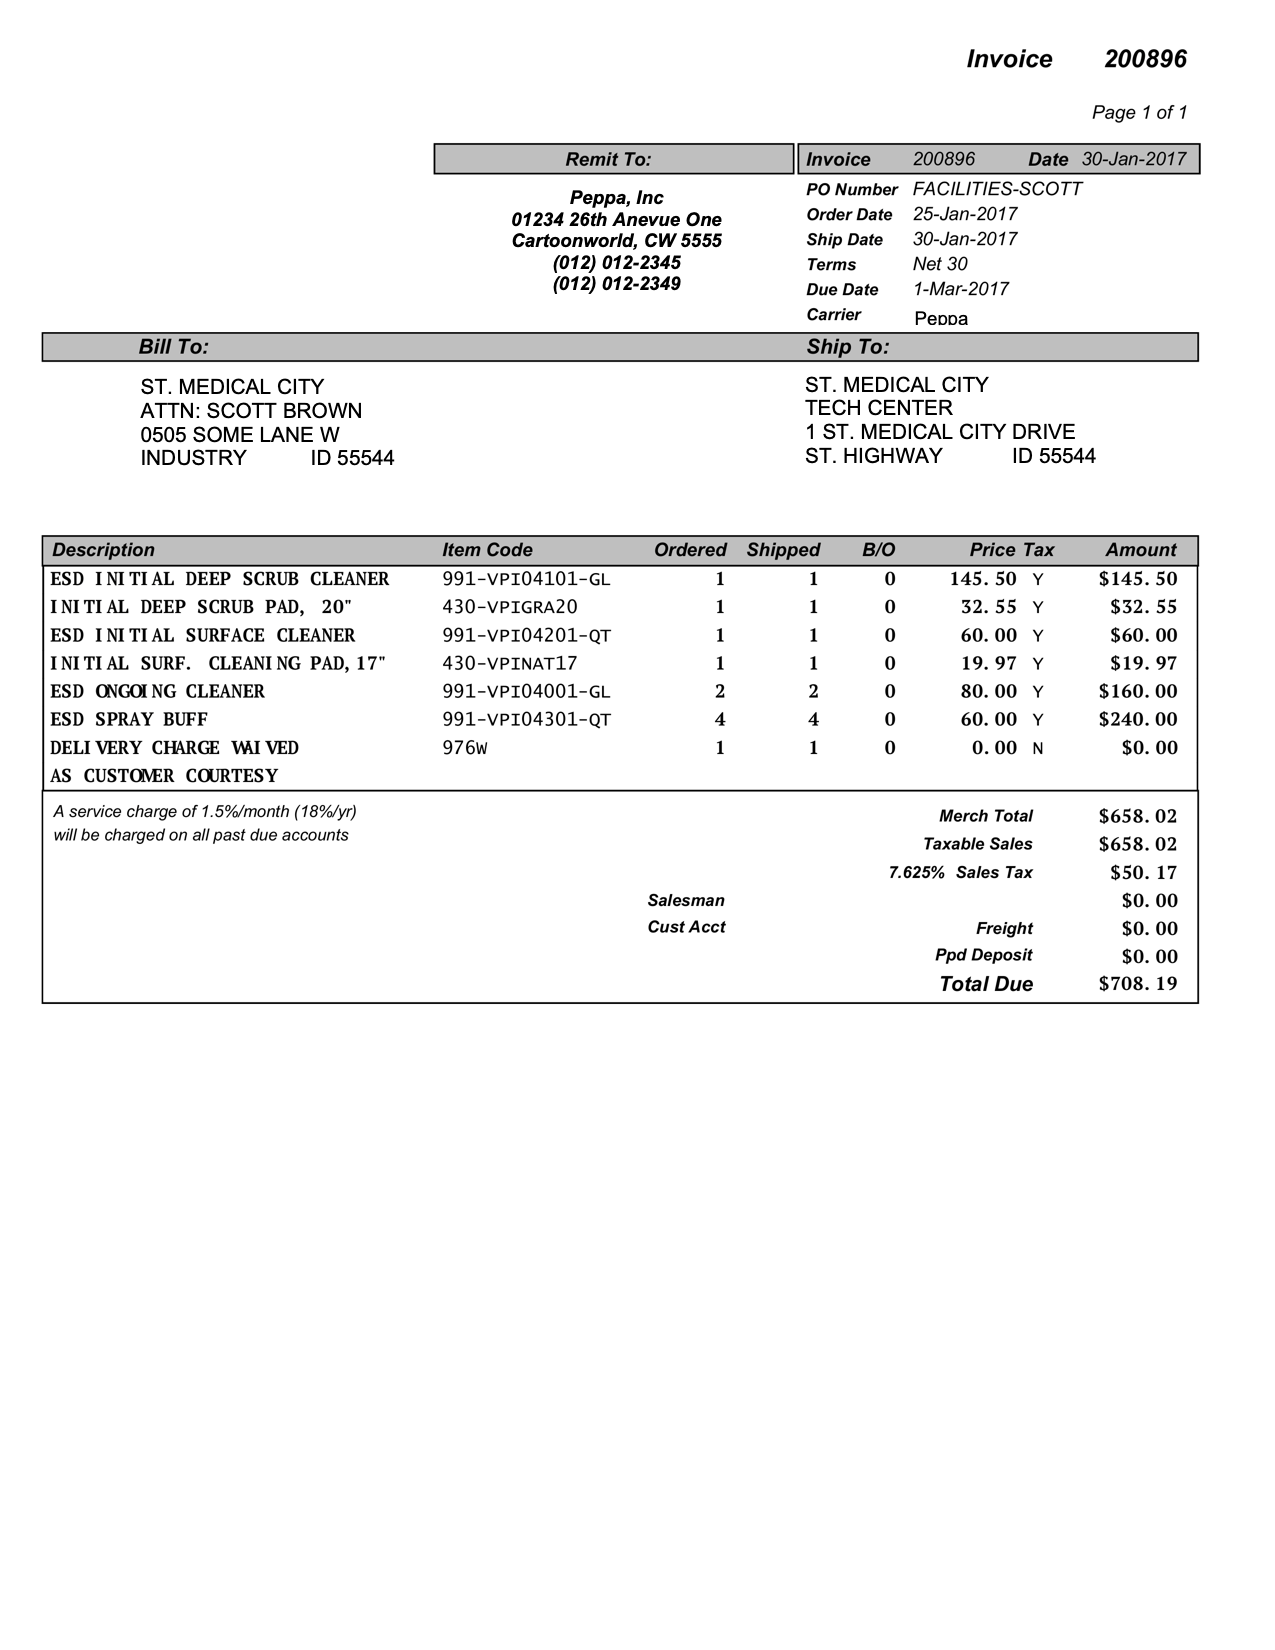 Invoice 200896
Page 1 of 1
Remit To:
Invoice 200896 Date 30-Jan-2017
Peppa, Inc
01234 26th Anevue One
Cartoonworld, CW 5555
(012) 012-2345
(012) 012-2349
PO Number FACILITIES-SCOTT
Order Date 25-Jan-2017
Ship Date 30-Jan-2017
Terms Net 30
Due Date 1-Mar-2017
Carrier Peppa
Bill To: Ship To:
ST. MEDICAL CITY
ATTN: SCOTT BROWN
0505 SOME LANE W
INDUSTRY ID 55544
ST. MEDICAL CITY
TECH CENTER
1 ST. MEDICAL CITY DRIVE
ST. HIGHWAY ID 55544
Description Item Code Ordered Shipped B/O Price Tax Amount
ESD INITIAL DEEP SCRUB CLEANER 991-VPI04101-GL 1 1 0 145.50 Y $145.50
INITIAL DEEP SCRUB PAD, 20" 430-VPIGRA20 1 1 0 32.55 Y $32.55
ESD INITIAL SURFACE CLEANER 991-VPI04201-QT 1 1 0 60.00 Y $60.00
INITIAL SURF. CLEANING PAD,17" 430-VPINAT17 1 1 0 19.97 Y $19.97
ESD ONGOING CLEANER 991-VPI04001-GL 2 2 0 80.00 Y $160.00
ESD SPRAY BUFF 991-VPI04301-QT 4 4 0 60.00 Y $240.00
DELIVERY CHARGE WAIVED 976W 1 1 0 0.00 N $0.00
AS CUSTOMER COURTESY
A service charge of 1.5%/month (18%/yr)
will be charged on all past due accounts
Merch Total $658.02
Taxable Sales $658.02
7.625% Sales Tax $50.17
Salesman $0.00
Cust Acct Freight $0.00
Ppd Deposit $0.00
Total Due $708.19